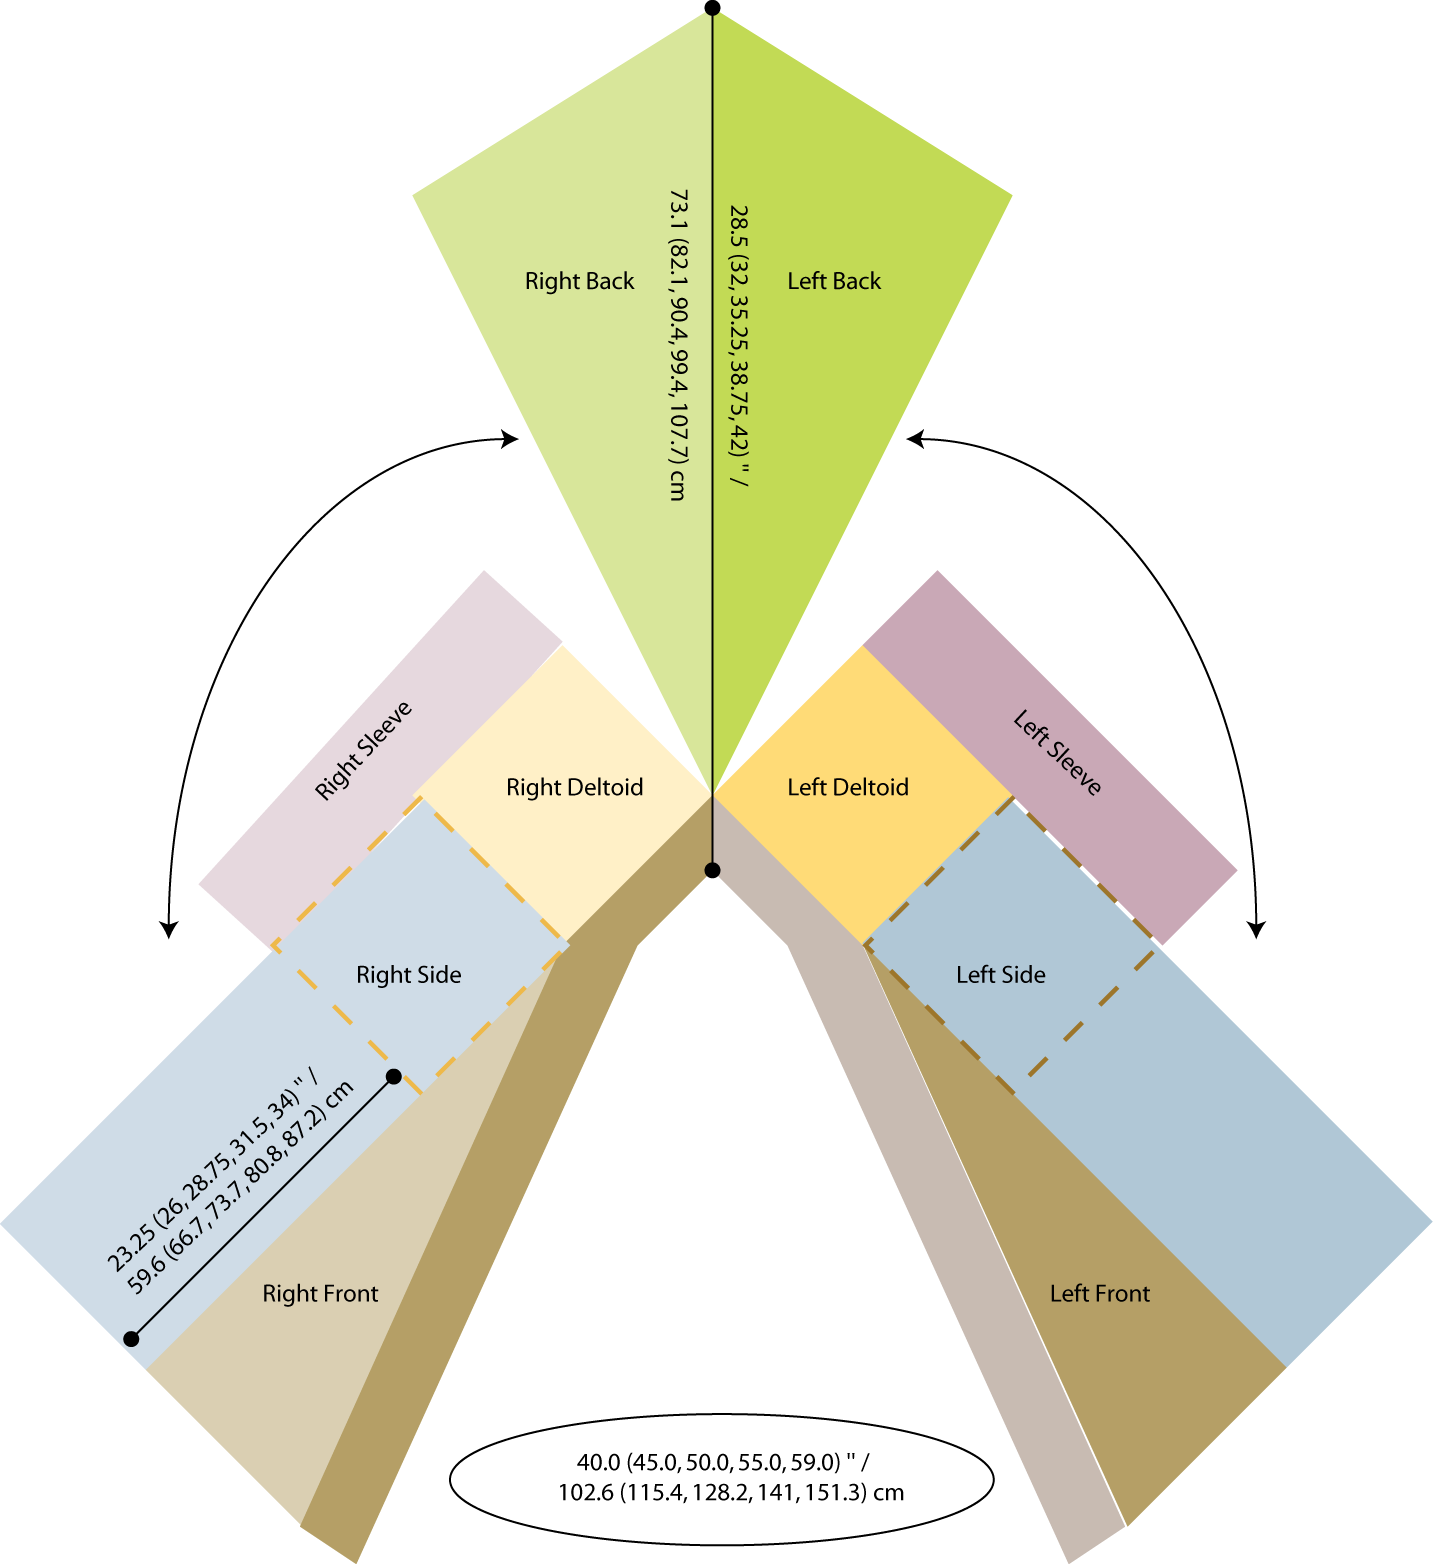 Right Back
Left Back
28.5 (32, 35.25, 38.75, 42) " /
73.1 (82.1, 90.4, 99.4, 107.7) cm
Right Sleeve
Left Sleeve
Right Deltoid
Left Deltoid
Right Side
Left Side
23.25 (26, 28.75, 31.5, 34) " /
59.6 (66.7, 73.7, 80.8, 87.2) cm
Right Front
Left Front
40.0 (45.0, 50.0, 55.0, 59.0) " /
102.6 (115.4, 128.2, 141, 151.3) cm